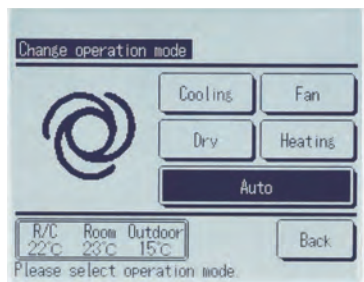 Change operation mode
Cooling
Fan
Dry
Heating
Auto
R/C Room Outdoor
22℃ 23℃ 15℃
Back
Please select operation mode.